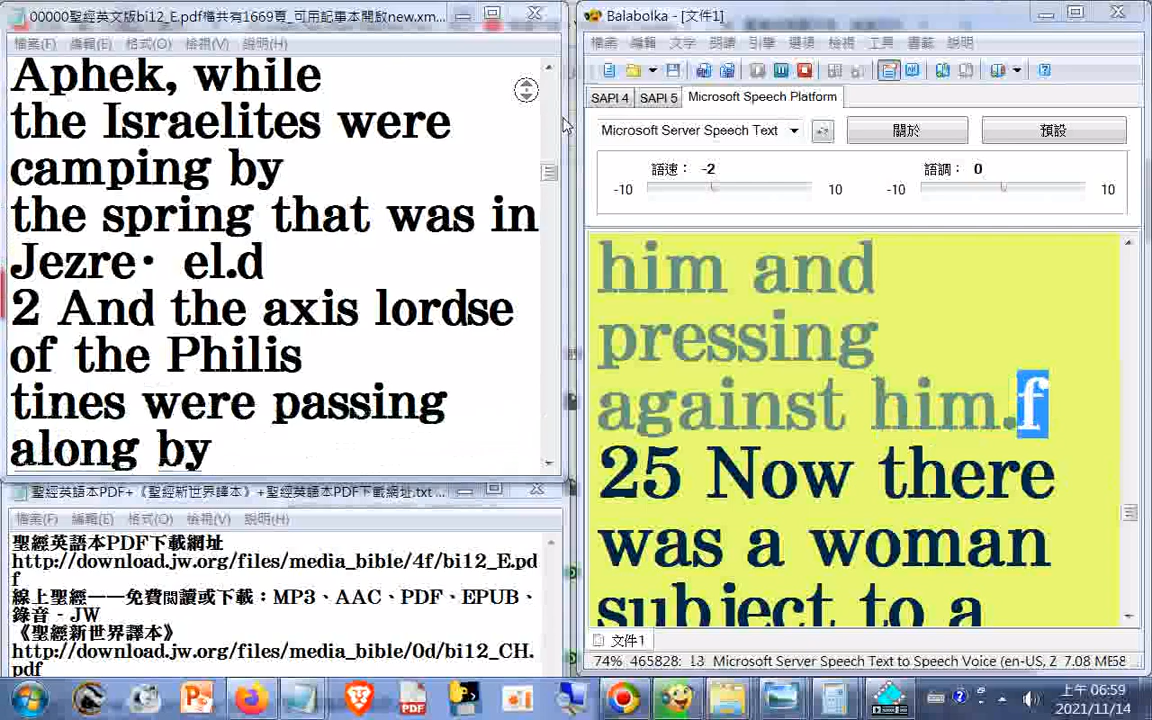 00000聖經英文版bi12_E.pdf檔共有1669頁_可用記事本開啟new.xm...
檔案(F) 編輯(E) 格式(O) 檢視(V) 說明(H)
Aphek, while
the Israelites were
camping by
the spring that was in
Jezre· el.d
2 And the axis lordse
of the Philis
tines were passing
along by
聖經英語本PDF+《聖經新世界譯本》+聖經英語本PDF下載網址.txt ...
檔案(F) 編輯(E) 格式(O) 檢視(V) 說明(H)
聖經英語本PDF下載網址
http://download.jw.org/files/media_bible/4f/bi12_E.pd
f
線上聖經——免費閱讀或下載：MP3、AAC、PDF、EPUB、
錄音 - JW
《聖經新世界譯本》
http://download.jw.org/files/media_bible/0d/bi12_CH.
pdf
Balabolka - [文件1]
檔案 編輯 文字 朗讀 引擎 選項 檢視 工具 書籤 說明
SAPI 4 SAPI 5 Microsoft Speech Platform
Microsoft Server Speech Text 關於 預設
語速： -2 語調： 0
-10 10 -10 10
him and
pressing
against him.f
25 Now there
was a woman
subject to a
文件1
74% 465828: 13 Microsoft Server Speech Text to Speech Voice (en-US, Z 7.08 ME58
上午 06:59
2021/11/14